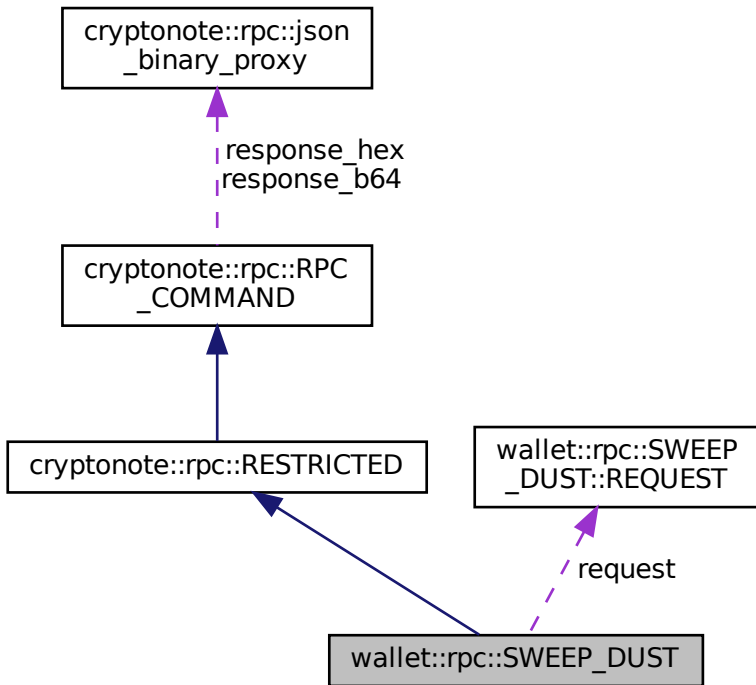 cryptonote::rpc::json
_binary_proxy
response_hex
response_b64
cryptonote::rpc::RPC
_COMMAND
cryptonote::rpc::RESTRICTED
wallet::rpc::SWEEP
_DUST::REQUEST
request
wallet::rpc::SWEEP_DUST